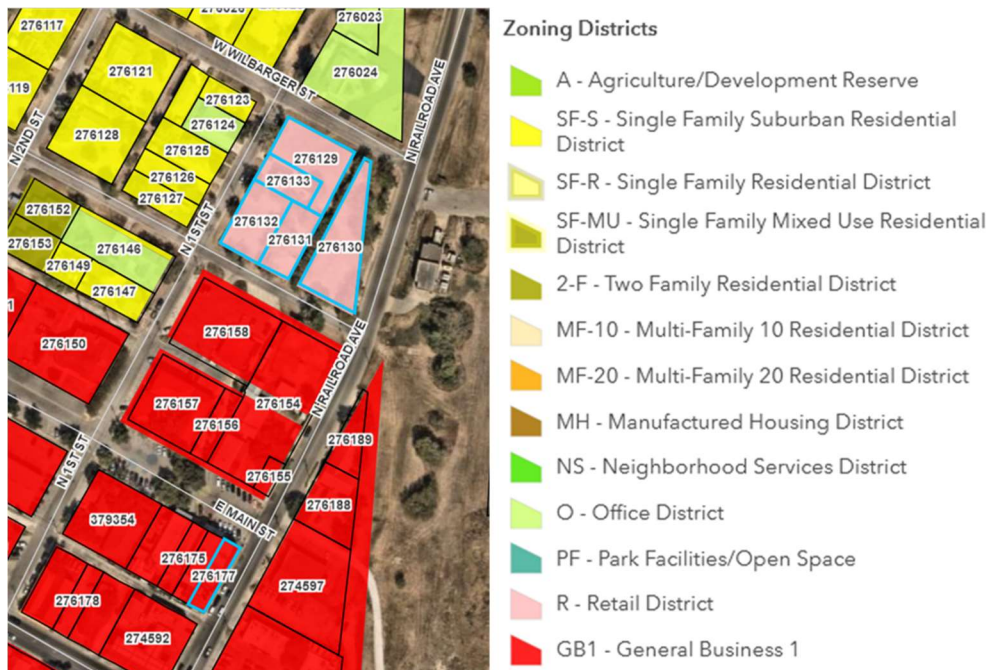 276117
276023
W WILBARGER ST
276024
N RAILROAD AVE
276121
119
276123
276124
276128
N 2ND ST
276125
276129
276126
276133
276127
276152
276132
N 1ST ST
276131
276130
276153
276146
276149
276147
276150
276158
N RAILROAD AVE
276157
276154
276156
276189
276155
N 1ST ST
276188
E MAIN ST
379354
276175
276177
274597
276178
274592
Zoning Districts
A - Agriculture/Development Reserve
SF-S - Single Family Suburban Residential
District
SF-R - Single Family Residential District
SF-MU - Single Family Mixed Use Residential
District
2-F - Two Family Residential District
MF-10 - Multi-Family 10 Residential District
MF-20 - Multi-Family 20 Residential District
MH - Manufactured Housing District
NS - Neighborhood Services District
O - Office District
PF - Park Facilities/Open Space
R - Retail District
GB1 - General Business 1